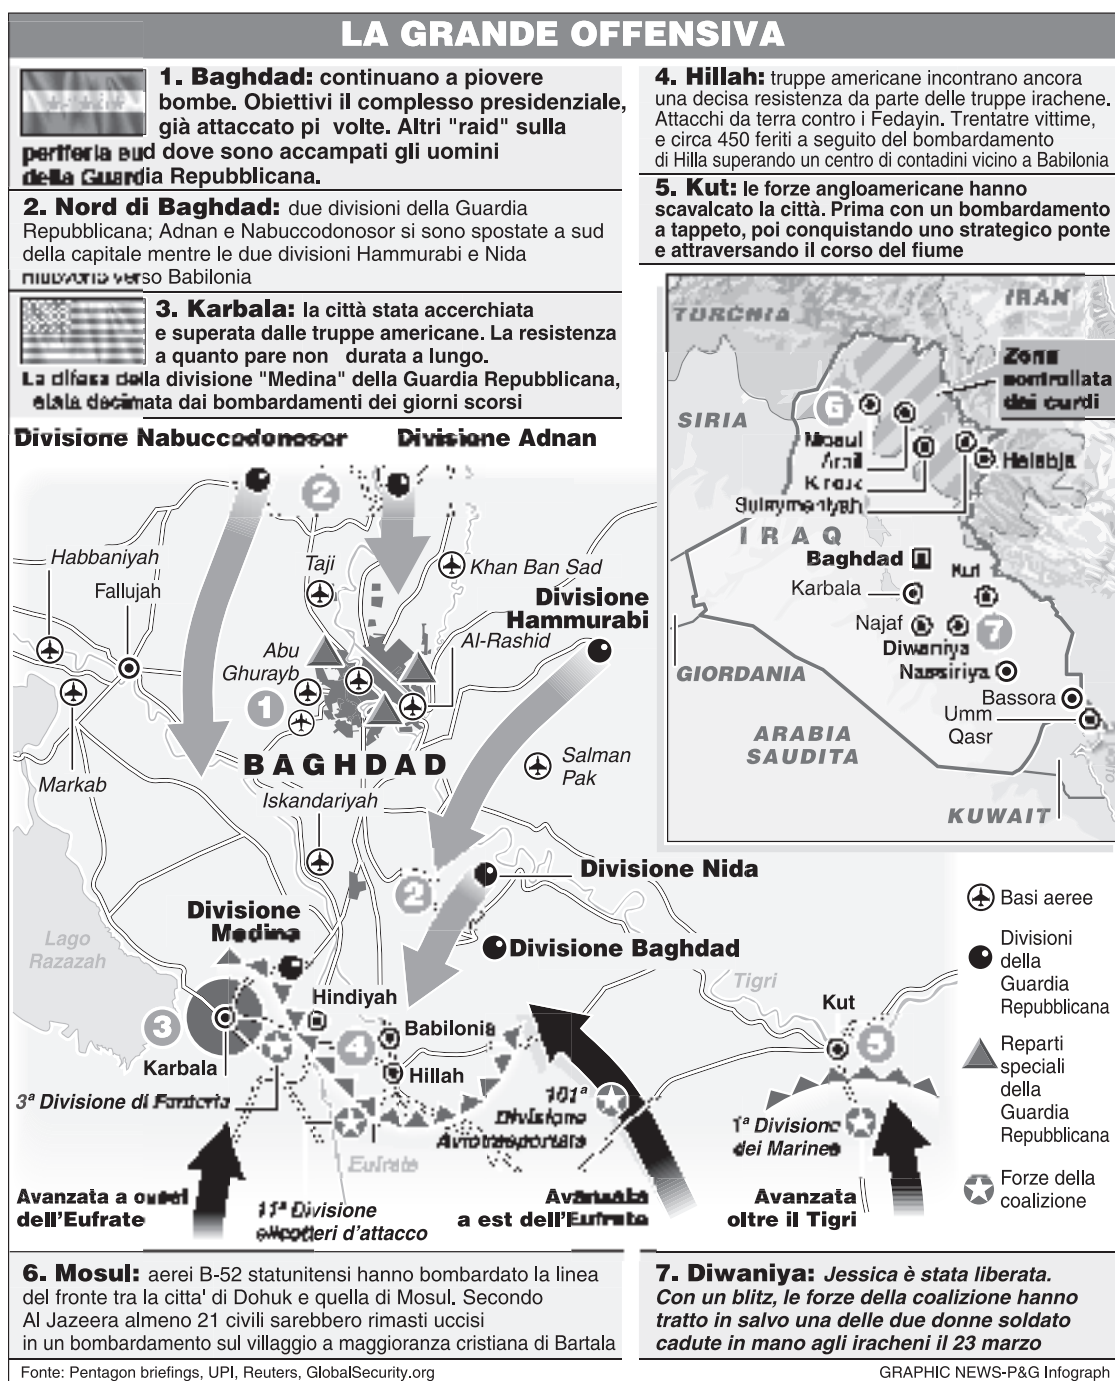 LA GRANDE OFFENSIVA
1. Baghdad: continuano a piovere
bombe. Obiettivi il complesso presidenziale,
già attaccato pi volte. Altri "raid" sulla
periferia sud dove sono accampati gli uomini
della Guardia Repubblicana.
2. Nord di Baghdad: due divisioni della Guardia
Repubblicana; Adnan e Nabuccodonosor si sono spostate a sud
della capitale mentre le due divisioni Hammurabi e Nida
muovono verso Babilonia
3. Karbala: la città stata accerchiata
e superata dalle truppe americane. La resistenza
a quanto pare non durata a lungo.
La difesa della divisione "Medina" della Guardia Repubblicana,
stata decimata dai bombardamenti dei giorni scorsi
4. Hillah: truppe americane incontrano ancora
una decisa resistenza da parte delle truppe irachene.
Attacchi da terra contro i Fedayin. Trentatre vittime,
e circa 450 feriti a seguito del bombardamento
di Hilla superando un centro di contadini vicino a Babilonia
5. Kut: le forze angloamericane hanno
scavalcato la città. Prima con un bombardamento
a tappeto, poi conquistando uno strategico ponte
e attraversando il corso del fiume
TURCHIA
IRAN
Zona
controllata
dai curdi
SIRIA
6
Mosul
Arbil
Kirkuk
Sulaymaniyah
Halabja
IRAQ
Baghdad
Kut
Karbala
Najaf
7
Diwaniya
Nassiriya
GIORDANIA
Bassora
Umm
Qasr
ARABIA
SAUDITA
KUWAIT
Divisione Nabuccodonosor
Divisione Adnan
2
Habbaniyah
Fallujah
Taji
Khan Ban Sad
Divisione
Hammurabi
Abu
Ghurayb
Al-Rashid
1
BAGHDAD
Markab
Iskandariyah
Salman
Pak
2
Divisione Nida
Divisione
Medina
Divisione Baghdad
Lago
Razazah
Tigri
3
Hindiyah
Babilonia
4
Karbala
Hillah
Kut
5
3ª Divisione di Fanteria
101ª
Divisione
Aviotrasportata
1ª Divisione
dei Marines
Eufrate
Avanzata a ovest
dell'Eufrate
11ª Divisione
elicotteri d'attacco
Avanzata
a est dell'Eufrate
Avanzata
oltre il Tigri
Basi aeree
Divisioni
della
Guardia
Repubblicana
Reparti
speciali
della
Guardia
Repubblicana
Forze della
coalizione
6. Mosul: aerei B-52 statunitensi hanno bombardato la linea
del fronte tra la citta' di Dohuk e quella di Mosul. Secondo
Al Jazeera almeno 21 civili sarebbero rimasti uccisi
in un bombardamento sul villaggio a maggioranza cristiana di Bartala
7. Diwaniya: Jessica è stata liberata.
Con un blitz, le forze della coalizione hanno
tratto in salvo una delle due donne soldato
cadute in mano agli iracheni il 23 marzo
Fonte: Pentagon briefings, UPI, Reuters, GlobalSecurity.org
GRAPHIC NEWS-P&G Infograph